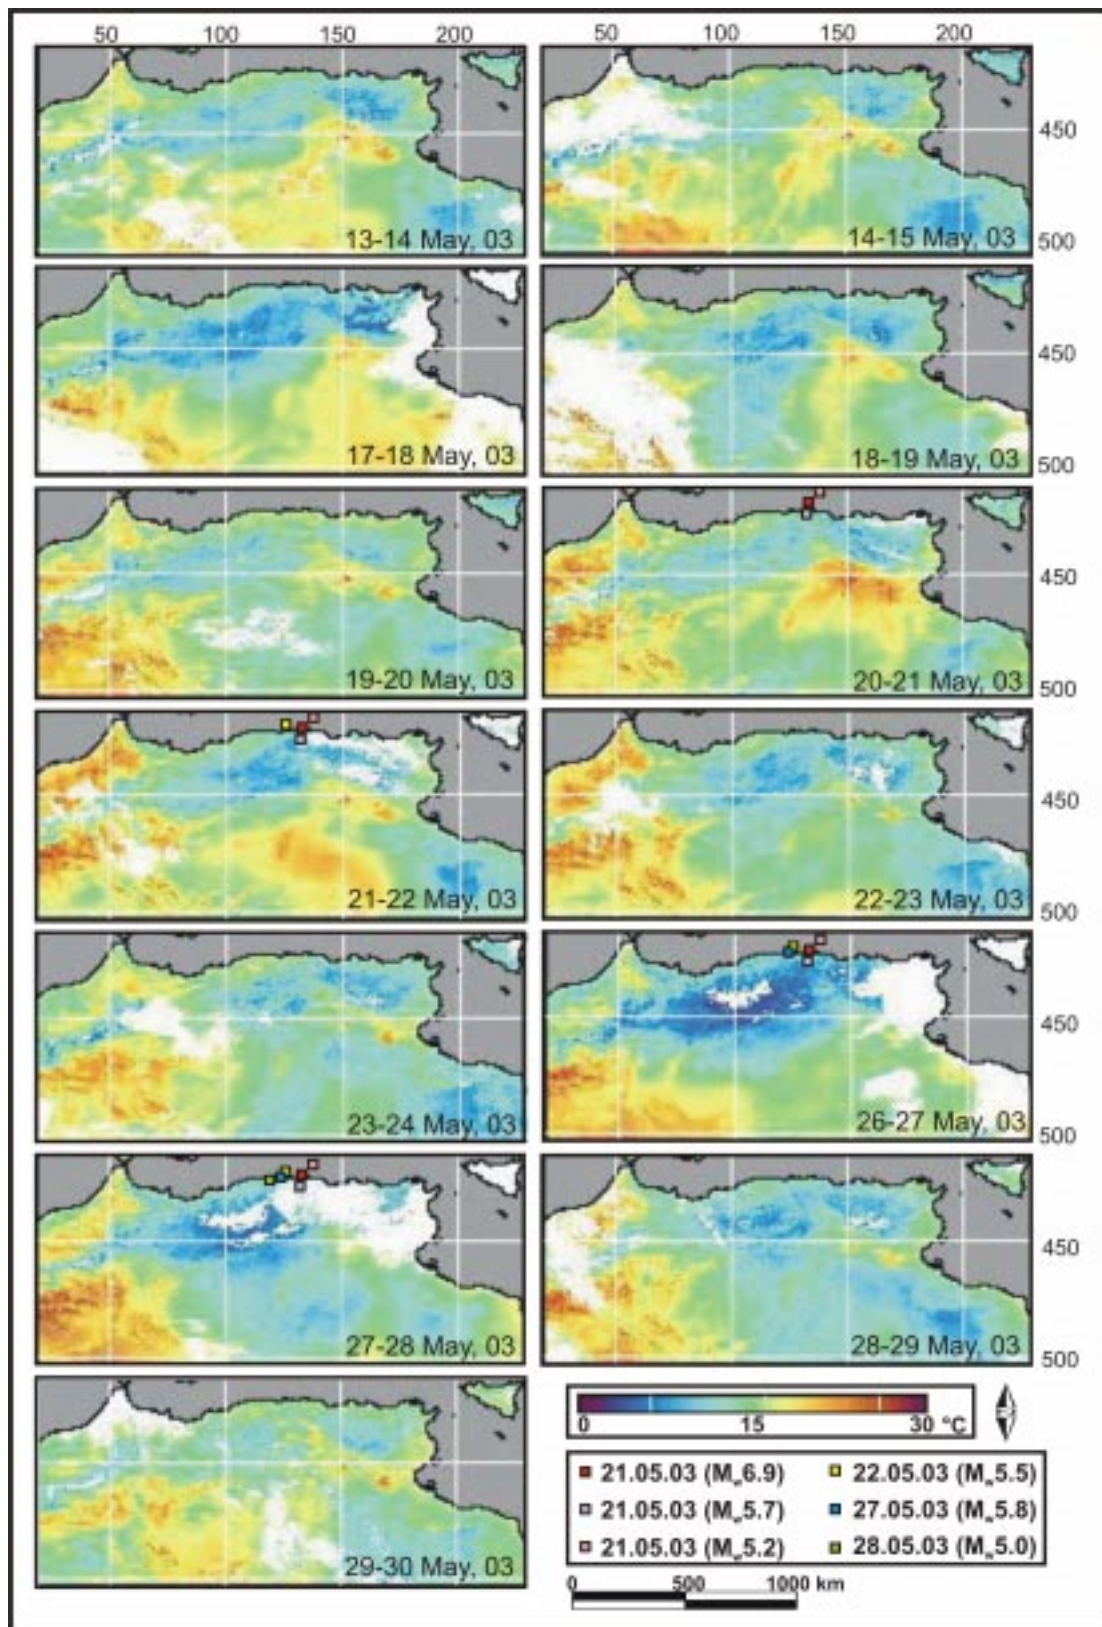 50 100 150 200 50 100 150 200
450
13-14 May, 03 14-15 May, 03 500
450
17-18 May, 03 18-19 May, 03 500
450
19-20 May, 03 20-21 May, 03 500
450
21-22 May, 03 22-23 May, 03 500
450
23-24 May, 03 26-27 May, 03 500
450
27-28 May, 03 28-29 May, 03 500
0 15 30 °C
21.05.03 (Mw6.9) 22.05.03 (Mw5.5)
21.05.03 (Mw5.7) 27.05.03 (Mw5.8)
21.05.03 (Mw5.2) 28.05.03 (Mw5.0)
29-30 May, 03
0 500 1000 km